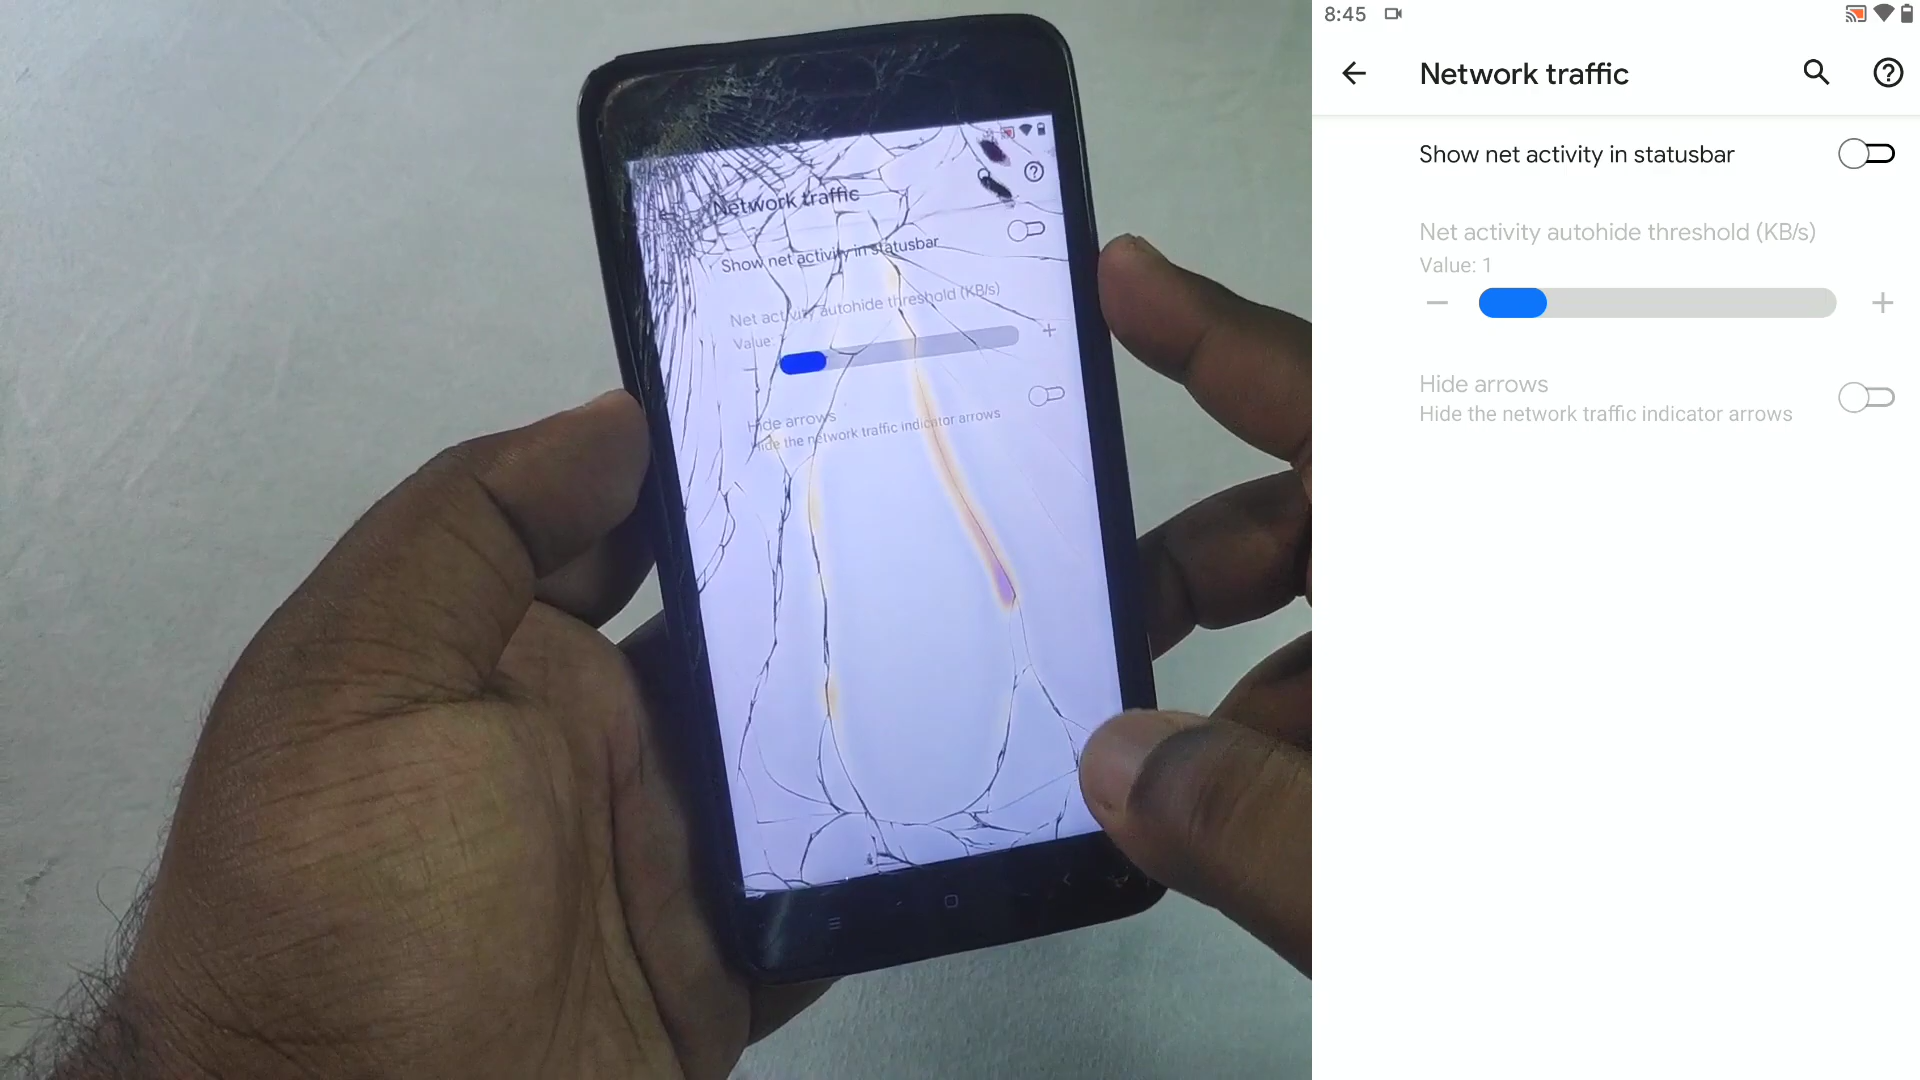 Network traffic
Show net activity in statusbar
Net activity autohide threshold (KB/s)
Value:
Hide arrows
Hide the network traffic indicator arrows
8:45
Network traffic
Show net activity in statusbar
Net activity autohide threshold (KB/s)
Value: 1
Hide arrows
Hide the network traffic indicator arrows